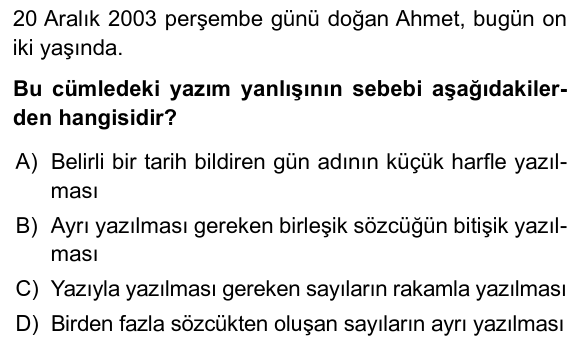 20 Aralık 2003 perşembe günü doğan Ahmet, bugün on
iki yaşında.
Bu cümledeki yazım yanlışının sebebi aşağıdakiler-
den hangisidir?
A) Belirli bir tarih bildiren gün adının küçük harfle yazıl-
ması
B) Ayrı yazılması gereken birleşik sözcüğün bitişik yazıl-
ması
C) Yazıyla yazılması gereken sayıların rakamla yazılması
D) Birden fazla sözcükten oluşan sayıların ayrı yazılması